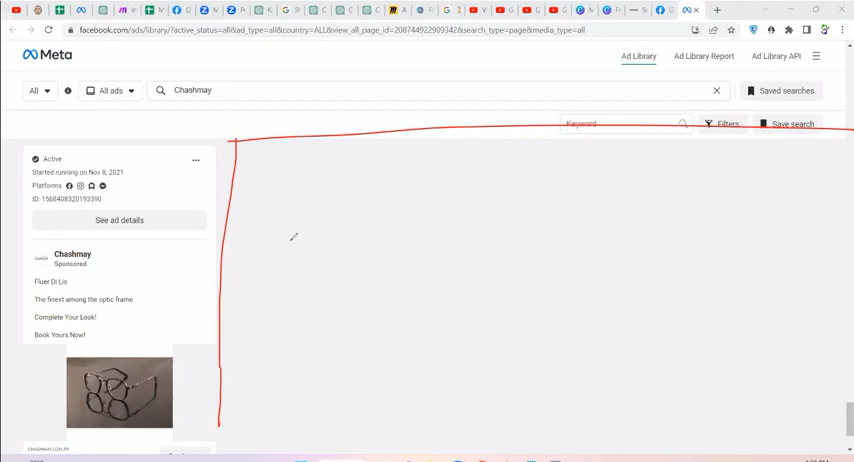 facebook.com/ads/library/?active_status=all&ad_type=all&country=ALL&view_all_page_id=208744922909342&search_type=page&media_type=all
Meta
Ad Library
Ad Library Report
Ad Library API
All
All ads
Chashmay
Saved searches
Keyword
Filters
Save search
Active
Started running on Nov 8, 2021
Platforms
ID: 1568408320193390
See ad details
Chashmay
Sponsored
Fluer Di Lis
The finest among the optic frame
Complete Your Look!
Book Yours Now!
CHASHMAY.COM.PK